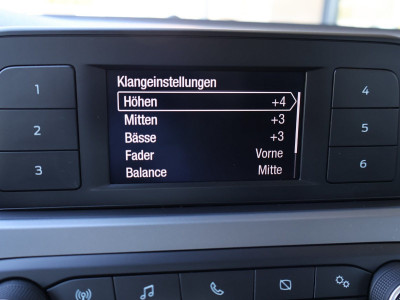 Klangeinstellungen
Höhen +4
Mitten +3
Bässe +3
Fader Vorne
Balance Mitte
1
2
3
4
5
6